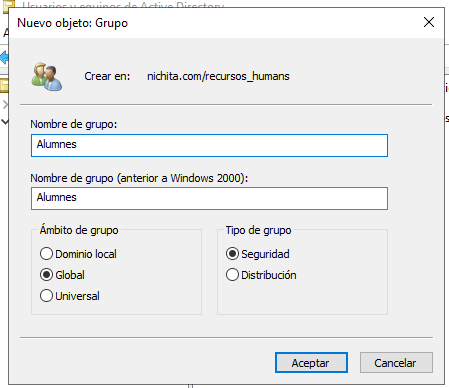 Usuarios y equipos de Active Directory
Nuevo objeto: Grupo
Crear en: nichita.com/recursos_humans
Nombre de grupo:
Alumnes
Nombre de grupo (anterior a Windows 2000):
Alumnes
Ámbito de grupo
Dominio local
Global
Universal
Tipo de grupo
Seguridad
Distribución
Aceptar
Cancelar